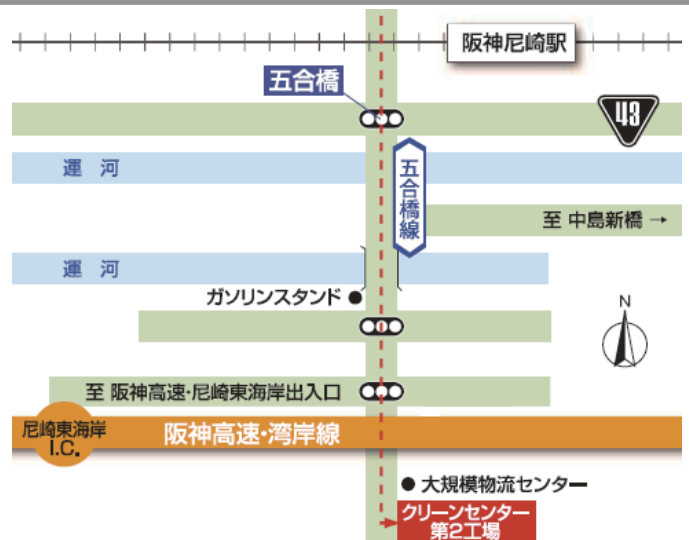 阪神尼崎駅
五合橋
43
運 河
五合橋線
至 中島新橋 →
運 河
ガソリンスタンド ●
N
至 阪神高速・尼崎東海岸出入口
尼崎東海岸
I.C.
阪神高速・湾岸線
● 大規模物流センター
クリーンセンター
第2工場